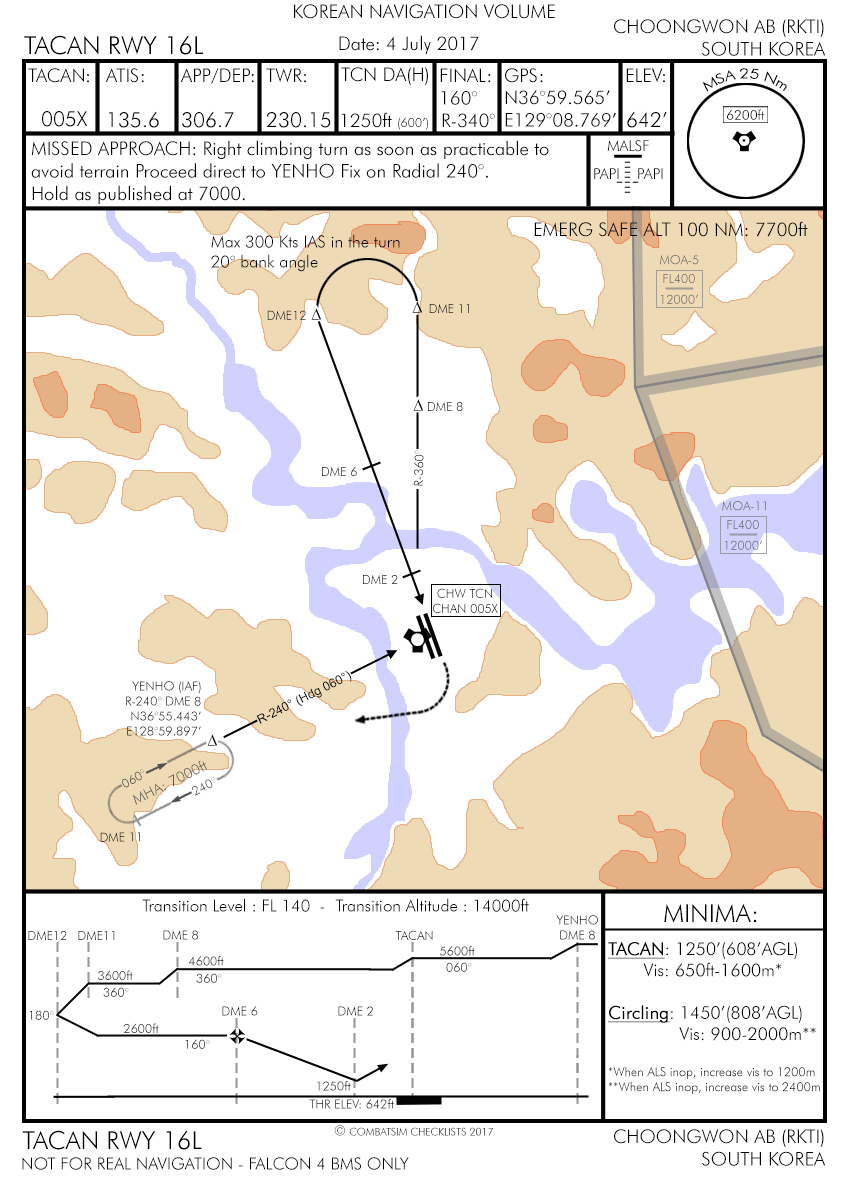 KOREAN NAVIGATION VOLUME
TACAN RWY 16L
Date: 4 July 2017
CHOONGWON AB (RKTI)
SOUTH KOREA
TACAN:
005X
ATIS:
135.6
APP/DEP:
306.7
TWR:
230.15
TCN DA(H)
1250ft (600')
FINAL:
160°
R-340°
GPS:
N36°59.565'
E129°08.769'
ELEV:
642'
MSA 25 Nm
6200ft
MISSED APPROACH: Right climbing turn as soon as practicable to
avoid terrain Proceed direct to YENHO Fix on Radial 240°.
Hold as published at 7000.
MALSF
PAPI PAPI
EMERG SAFE ALT 100 NM: 7700ft
Max 300 Kts IAS in the turn
20° bank angle
MOA-5
FL400
12000'
DME12
DME 11
DME 8
DME 6
R-360°
MOA-11
FL400
12000'
DME 2
CHW TCN
CHAN 005X
YENHO (IAF)
R-240° DME 8
N36°55.443'
E128°59.897'
R-240° (Hdg 060°)
060°
MHA: 7000ft
240°
DME 11
Transition Level : FL 140 - Transition Altitude : 14000ft
DME12
DME11
DME 8
TACAN
YENHO
DME 8
3600ft
360°
4600ft
360°
5600ft
060°
180°
2600ft
160°
DME 6
DME 2
1250ft
THR ELEV: 642ft
MINIMA:
TACAN: 1250'(608'AGL)
Vis: 650ft-1600m*
Circling: 1450'(808'AGL)
Vis: 900-2000m**
*When ALS inop, increase vis to 1200m
**When ALS inop, increase vis to 2400m
TACAN RWY 16L
NOT FOR REAL NAVIGATION - FALCON 4 BMS ONLY
© COMBATSIM CHECKLISTS 2017
CHOONGWON AB (RKTI)
SOUTH KOREA